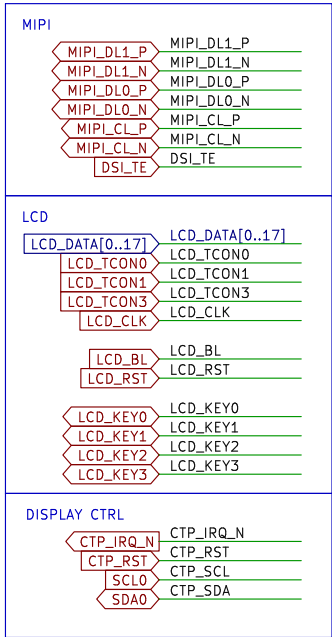 MIPI
MIPI_DL1_P MIPI_DL1_P
MIPI_DL1_N MIPI_DL1_N
MIPI_DL0_P MIPI_DL0_P
MIPI_DL0_N MIPI_DL0_N
MIPI_CL_P MIPI_CL_P
MIPI_CL_N MIPI_CL_N
DSI_TE DSI_TE
LCD
LCD_DATA[0..17] LCD_DATA[0..17]
LCD_TCON0 LCD_TCON0
LCD_TCON1 LCD_TCON1
LCD_TCON3 LCD_TCON3
LCD_CLK LCD_CLK
LCD_BL LCD_BL
LCD_RST LCD_RST
LCD_KEY0 LCD_KEY0
LCD_KEY1 LCD_KEY1
LCD_KEY2 LCD_KEY2
LCD_KEY3 LCD_KEY3
DISPLAY CTRL
CTP_IRQ_N CTP_IRQ_N
CTP_RST CTP_RST
SCL0 CTP_SCL
SDA0 CTP_SDA